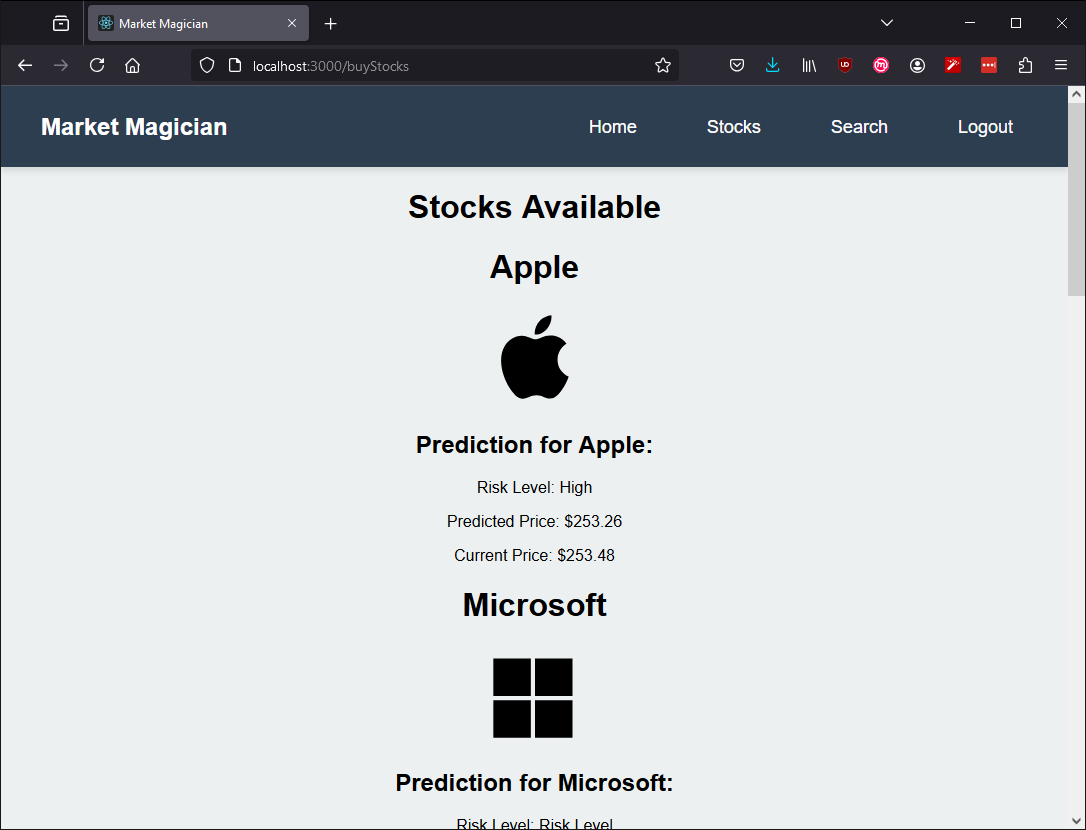 Market Magician
localhost:3000/buyStocks
Market Magician
Home
Stocks
Search
Logout
Stocks Available
Apple
Prediction for Apple:
Risk Level: High
Predicted Price: $253.26
Current Price: $253.48
Microsoft
Prediction for Microsoft:
Risk Level: Risk Level